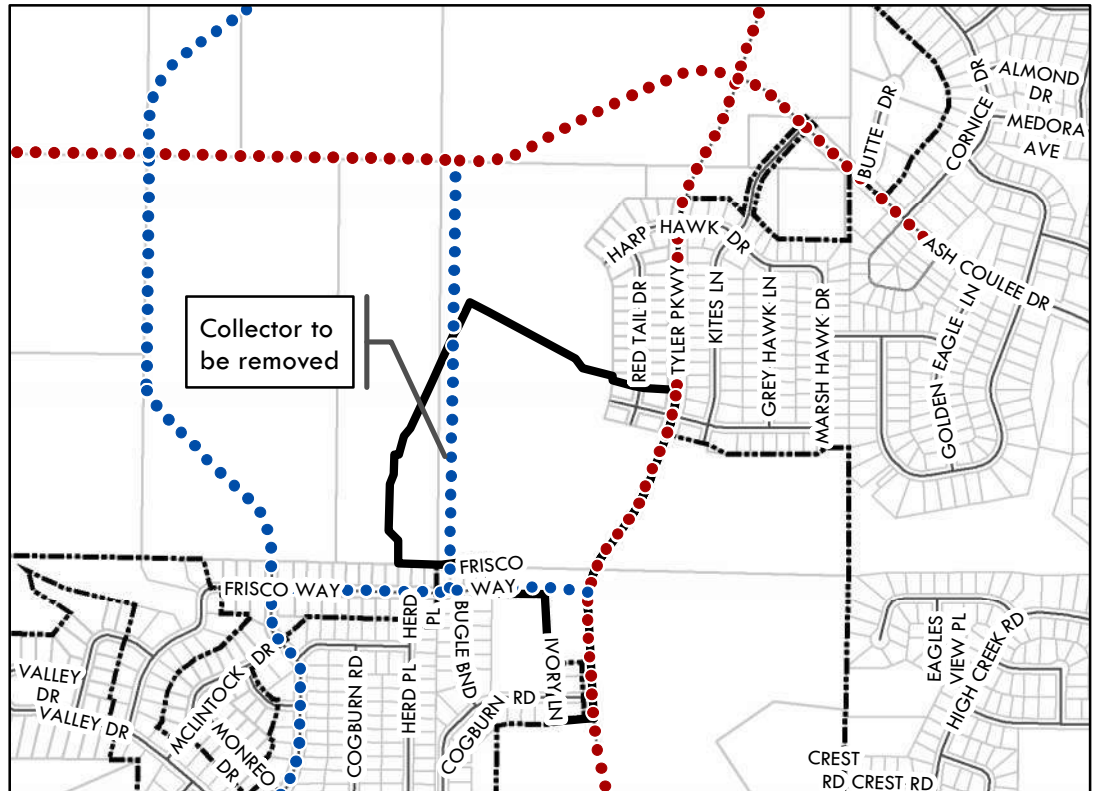 ALMOND
DR
MEDORA
AVE
CORNICE DR
BUTTE DR
HARP HAWK DR
ASH COULEE DR
RED TAIL DR
TYLER PKWY
KITES LN
GREY HAWK LN
MARSH HAWK DR
GOLDEN EAGLE LN
Collector to
be removed
FRISCO
WAY
FRISCO WAY
HERD
PL
BUGLE BND
IVORY LN
VALLEY
DR
VALLEY DR
MCLINTOCK DR
MONREO
DR
COGBURN RD
HERD PL
COGBURN RD
EAGLES
VIEW PL
HIGH CREEK RD
CREST
RD
CREST RD